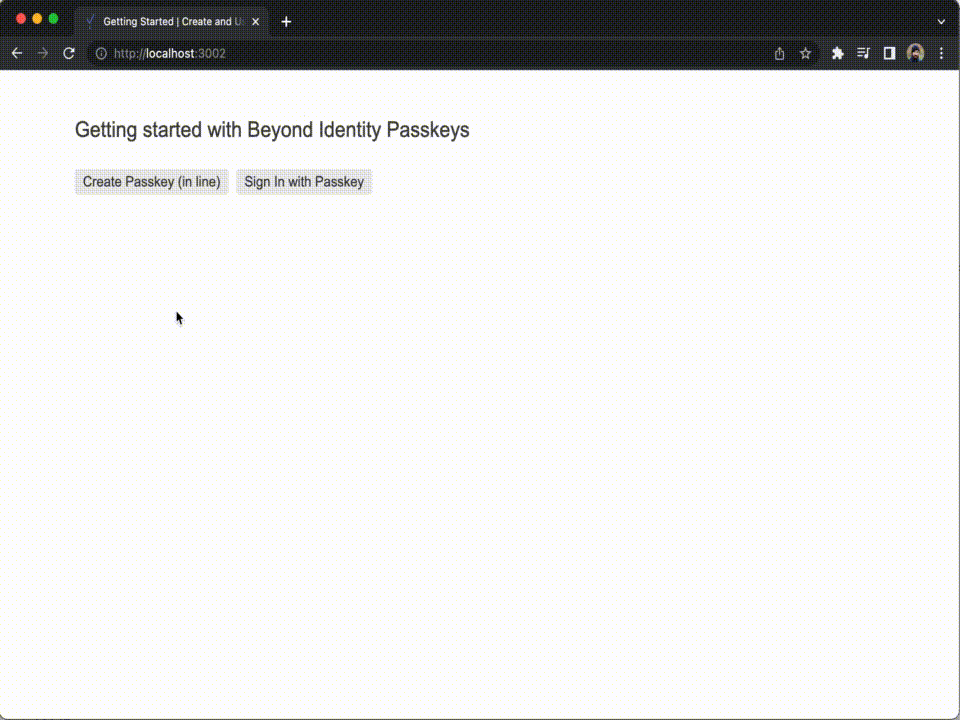 Getting Started | Create and Us
http://localhost:3002
Getting started with Beyond Identity Passkeys
Create Passkey (in line) Sign In with Passkey